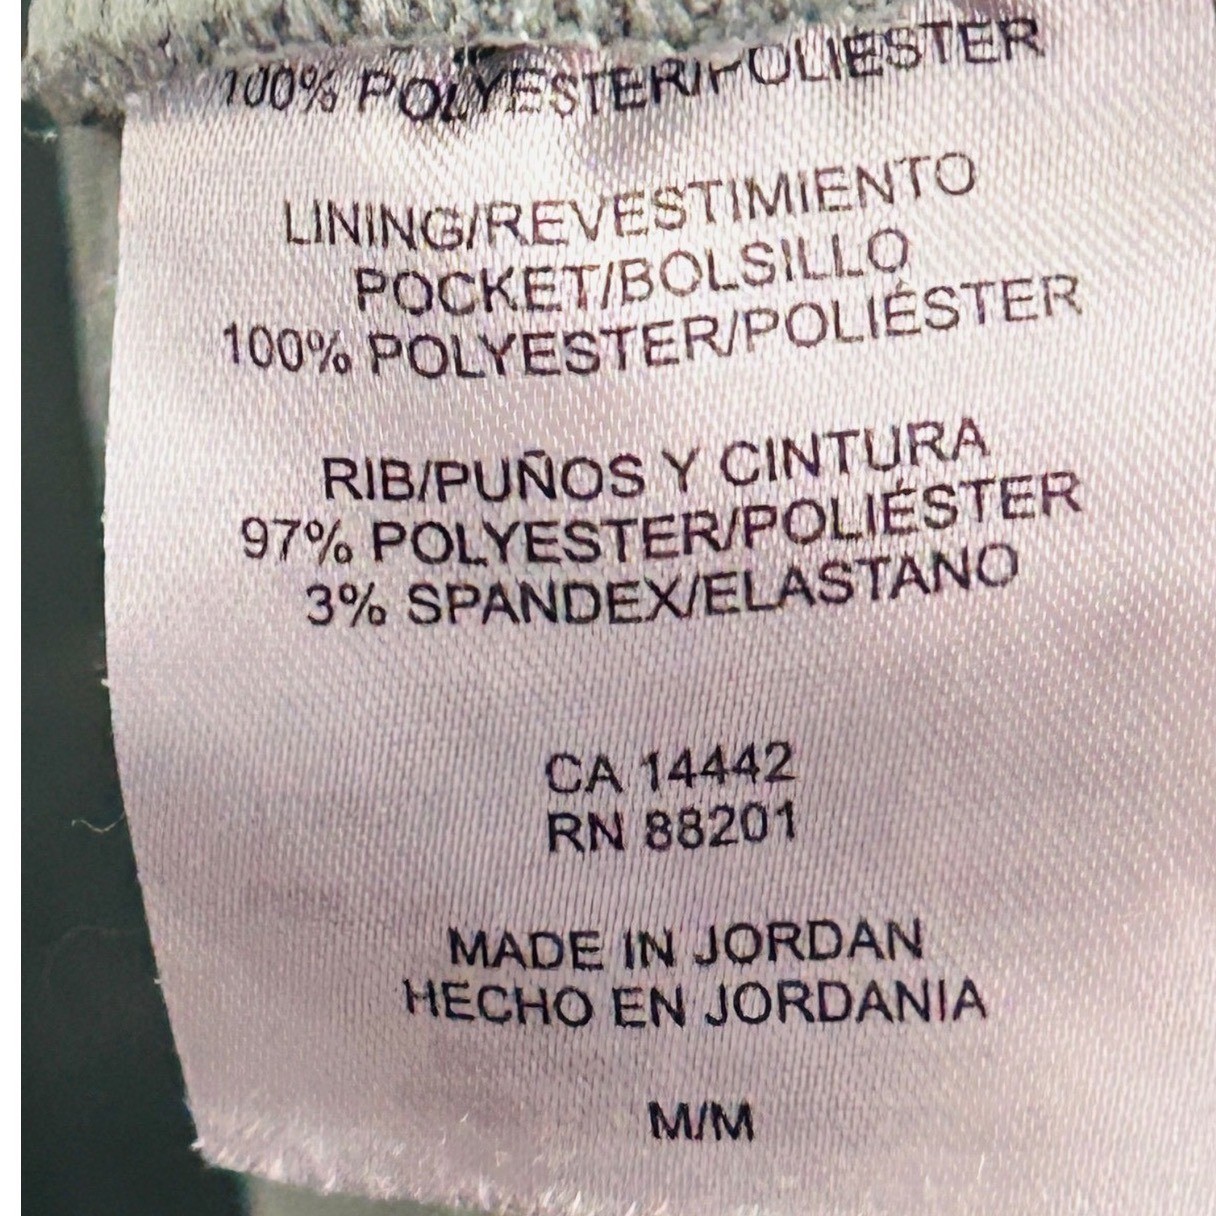 100% POLYESTER/POLIESTER
LINING/REVESTIMIENTO
POCKET/BOLSILLO
100% POLYESTER/POLIÉSTER
RIB/PUÑOS Y CINTURA
97% POLYESTER/POLIÉSTER
3% SPANDEX/ELASTANO
CA 14442
RN 88201
MADE IN JORDAN
HECHO EN JORDANIA
M/M